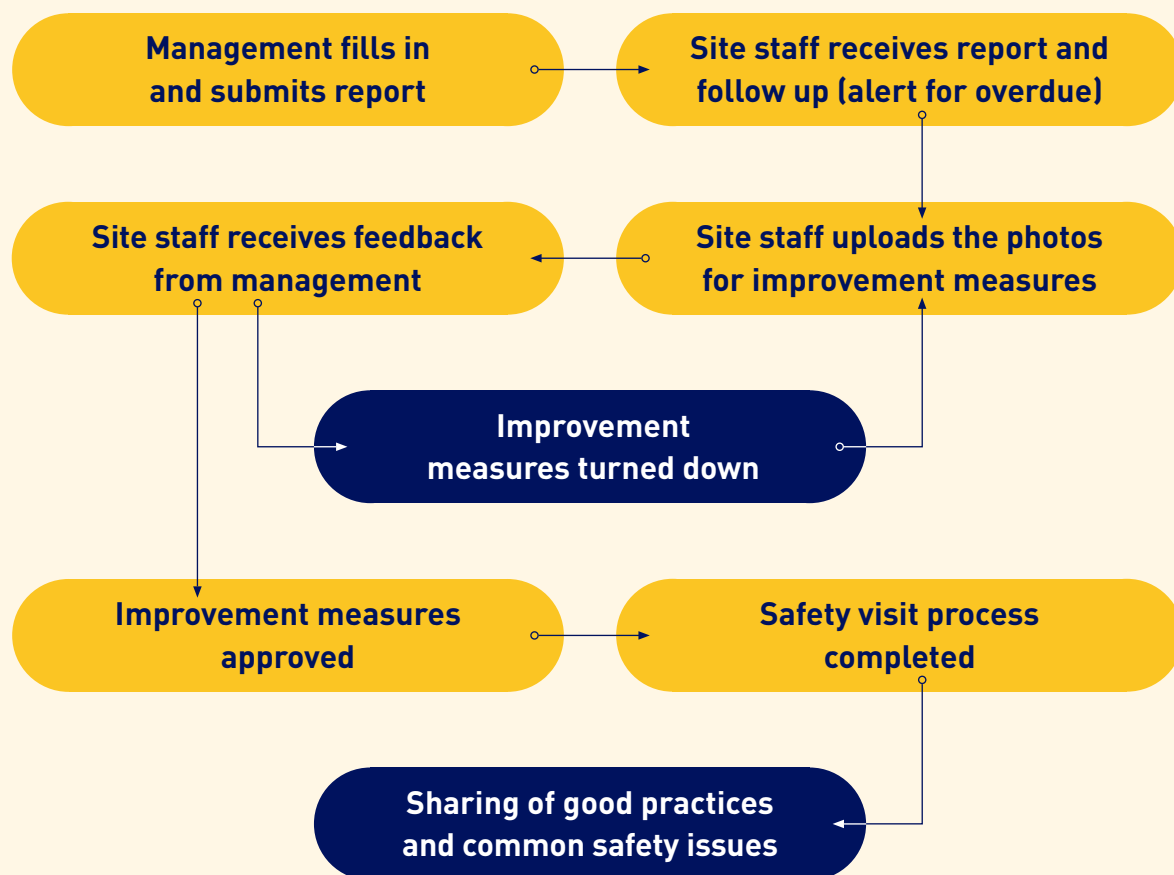 Management fills in
and submits report
Site staff receives report and
follow up (alert for overdue)
Site staff receives feedback
from management
Site staff uploads the photos
for improvement measures
Improvement
measures turned down
Improvement measures
approved
Safety visit process
completed
Sharing of good practices
and common safety issues